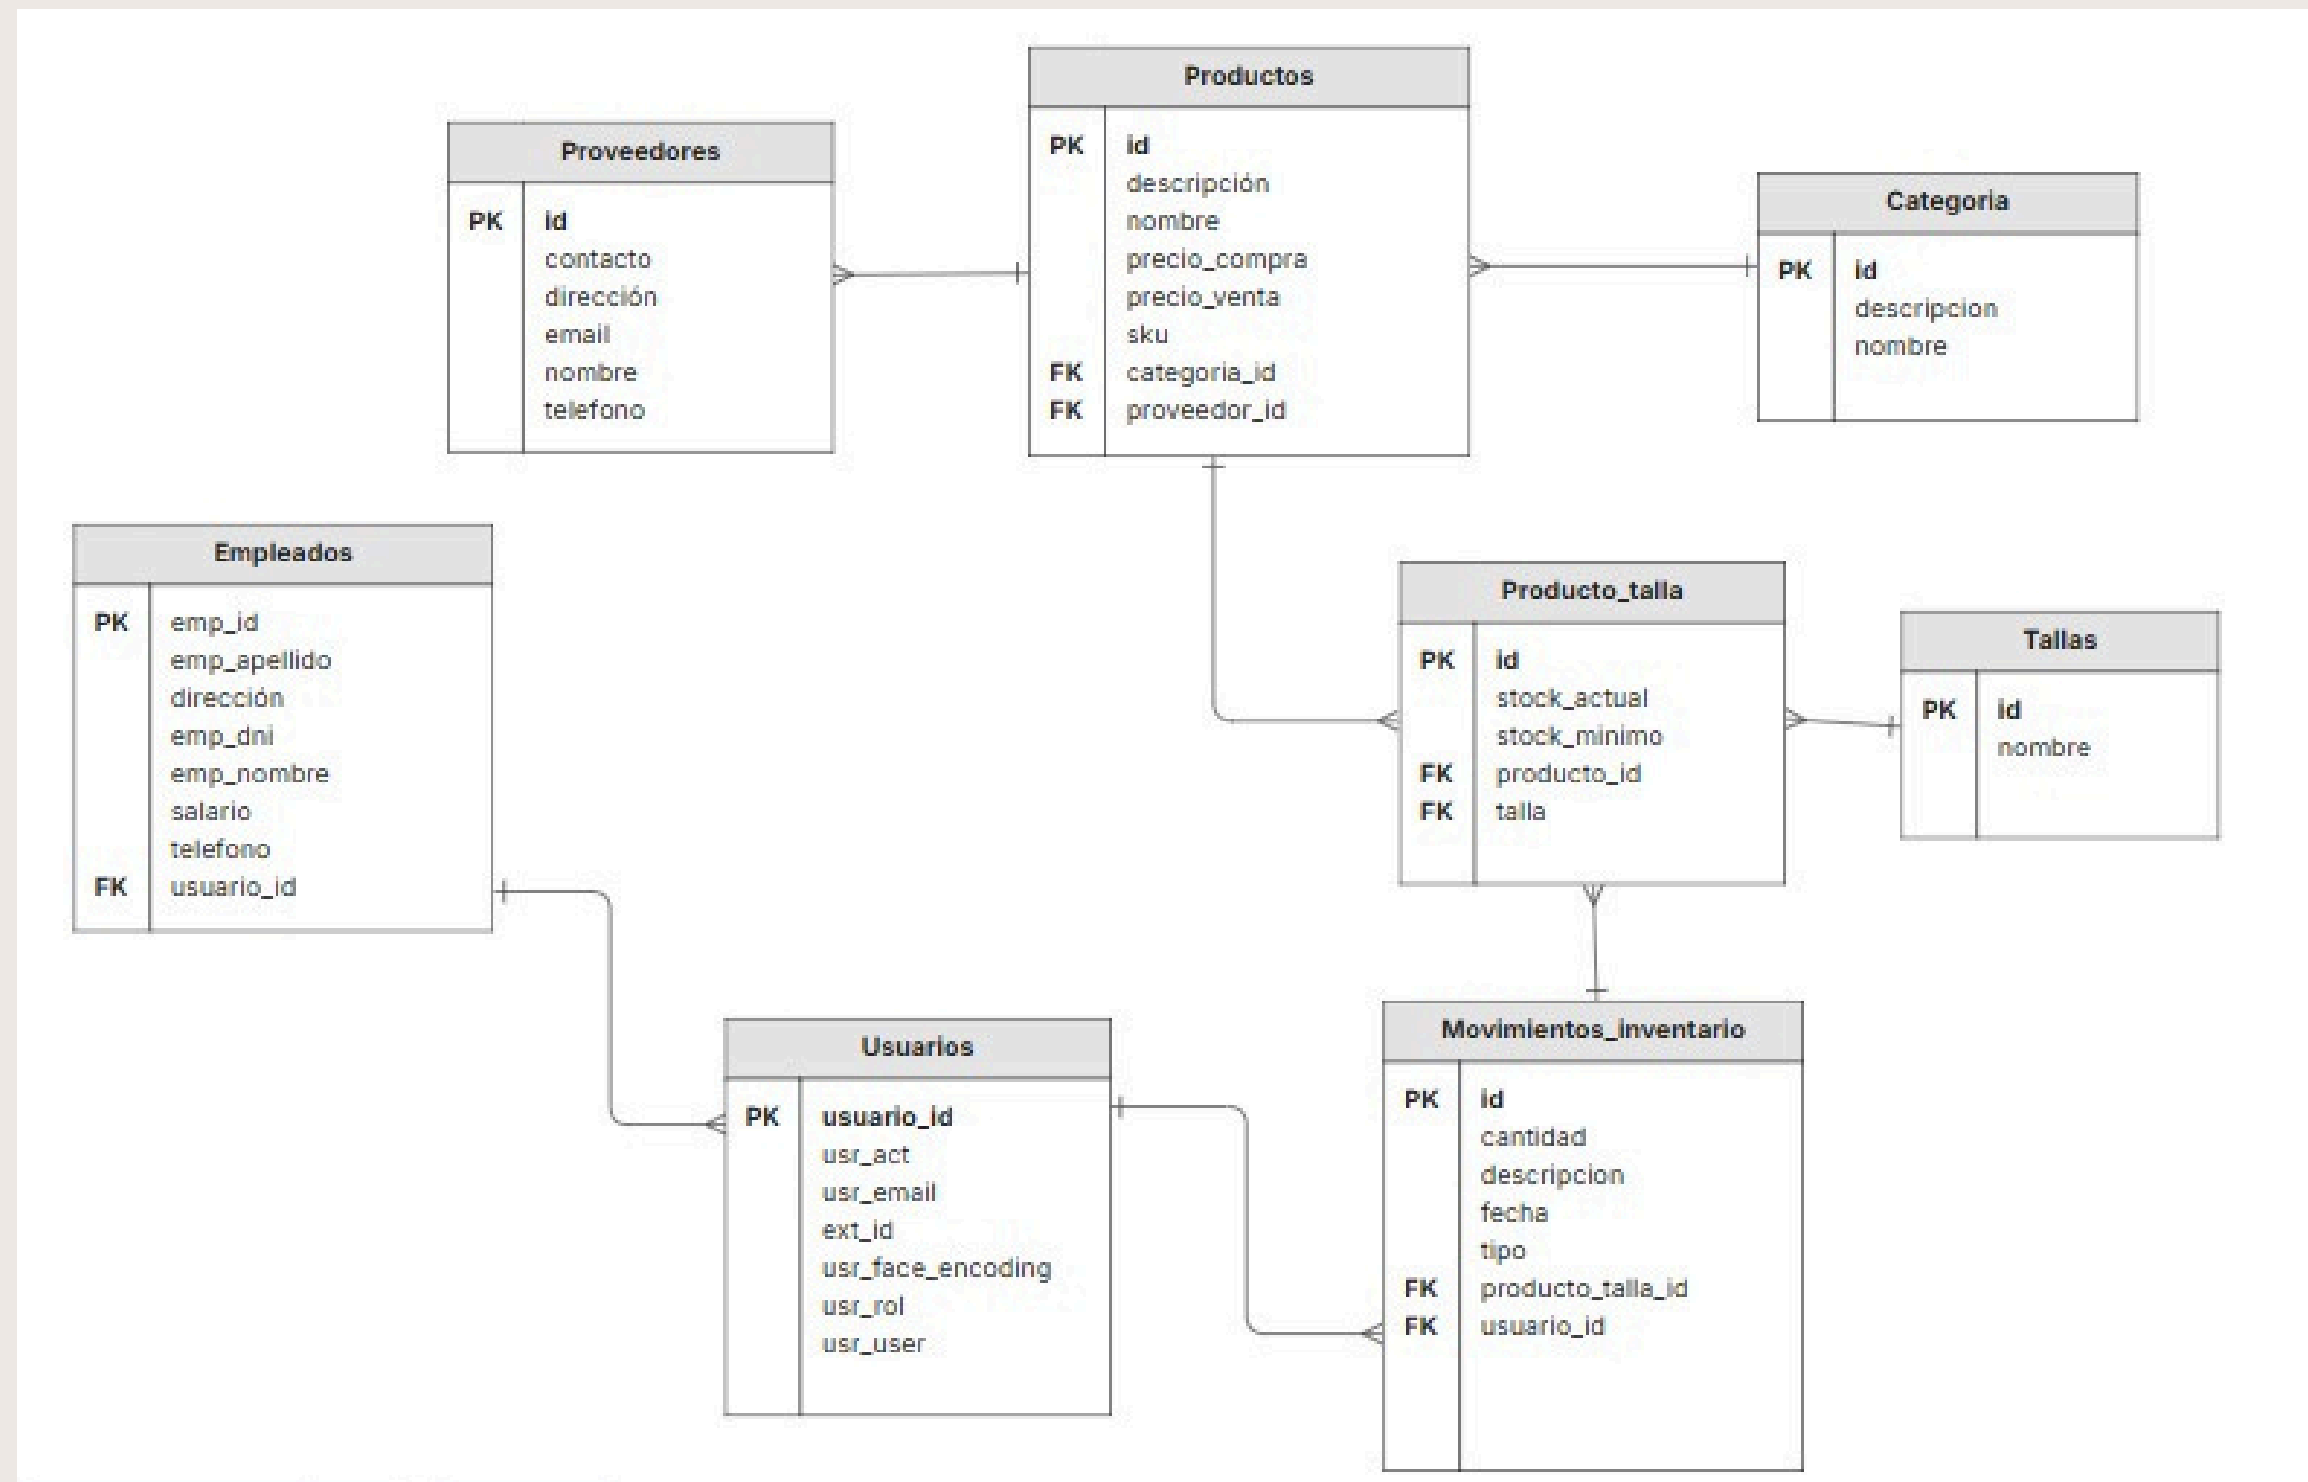 Productos
PK id
descripción
nombre
precio_compra
precio_venta
sku
FK categoria_id
FK proveedor_id
Proveedores
PK id
contacto
dirección
email
nombre
telefono
Categoria
PK id
descripcion
nombre
Empleados
PK emp_id
emp_apellido
dirección
emp_dni
emp_nombre
salario
telefono
FK usuario_id
Producto_talla
PK id
stock_actual
stock_minimo
FK producto_id
FK talla
Tallas
PK id
nombre
Usuarios
PK usuario_id
usr_act
usr_email
ext_id
usr_face_encoding
usr_rol
usr_user
Movimientos_inventario
PK id
cantidad
descripcion
fecha
tipo
FK producto_talla_id
FK usuario_id